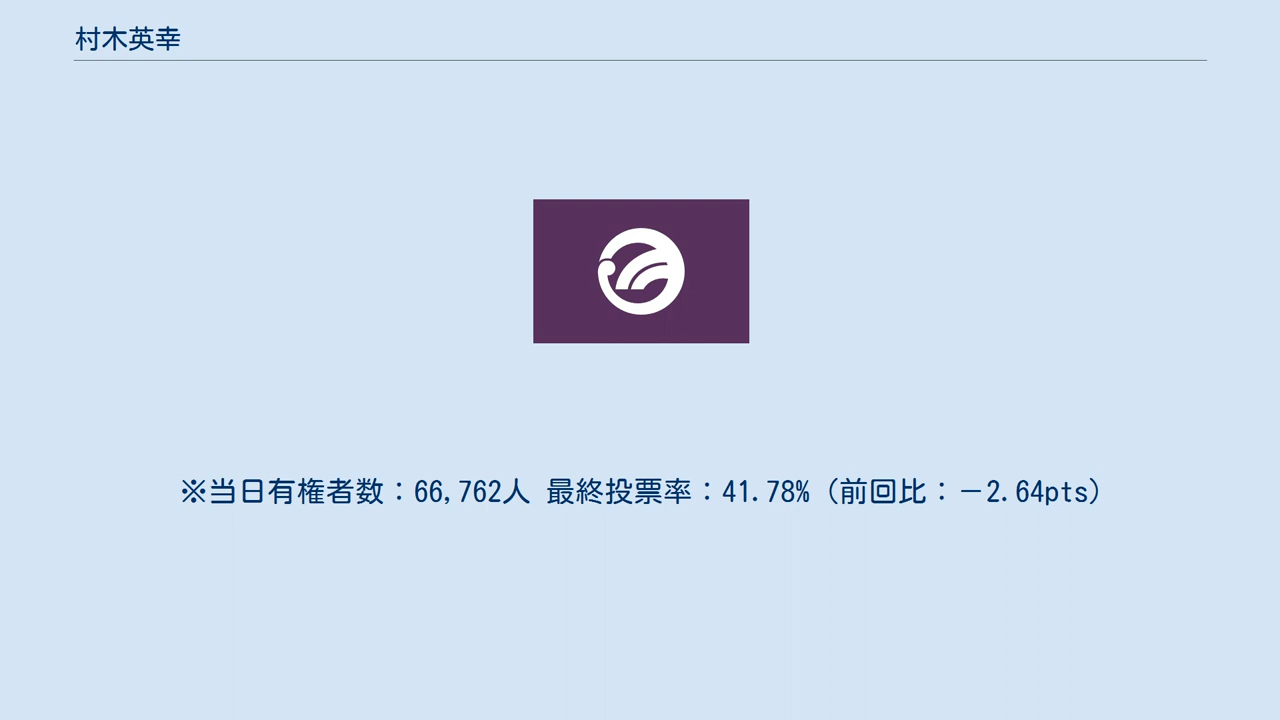 村木英幸
※当日有権者数：66,762人 最終投票率：41.78%（前回比：－2.64pts）